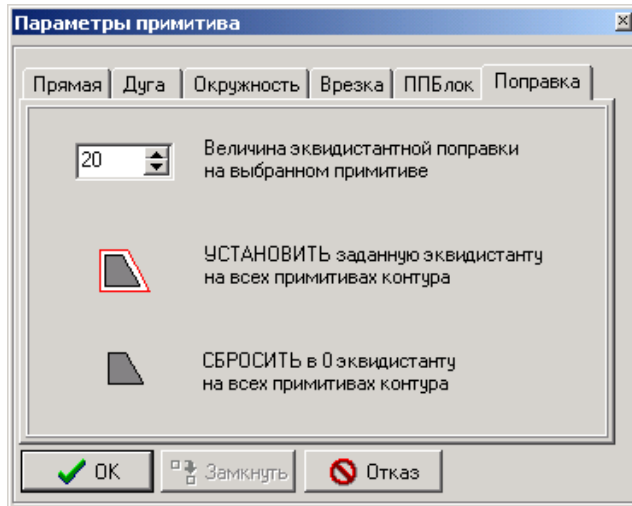 Параметры примитива
Прямая Дуга Окружность Врезка ППБлок Поправка
20
Величина эквидистантной поправки
на выбранном примитиве
УСТАНОВИТЬ заданную эквидистанту
на всех примитивах контура
СБРОСИТЬ в 0 эквидистанту
на всех примитивах контура
OK Замкнуть Отказ